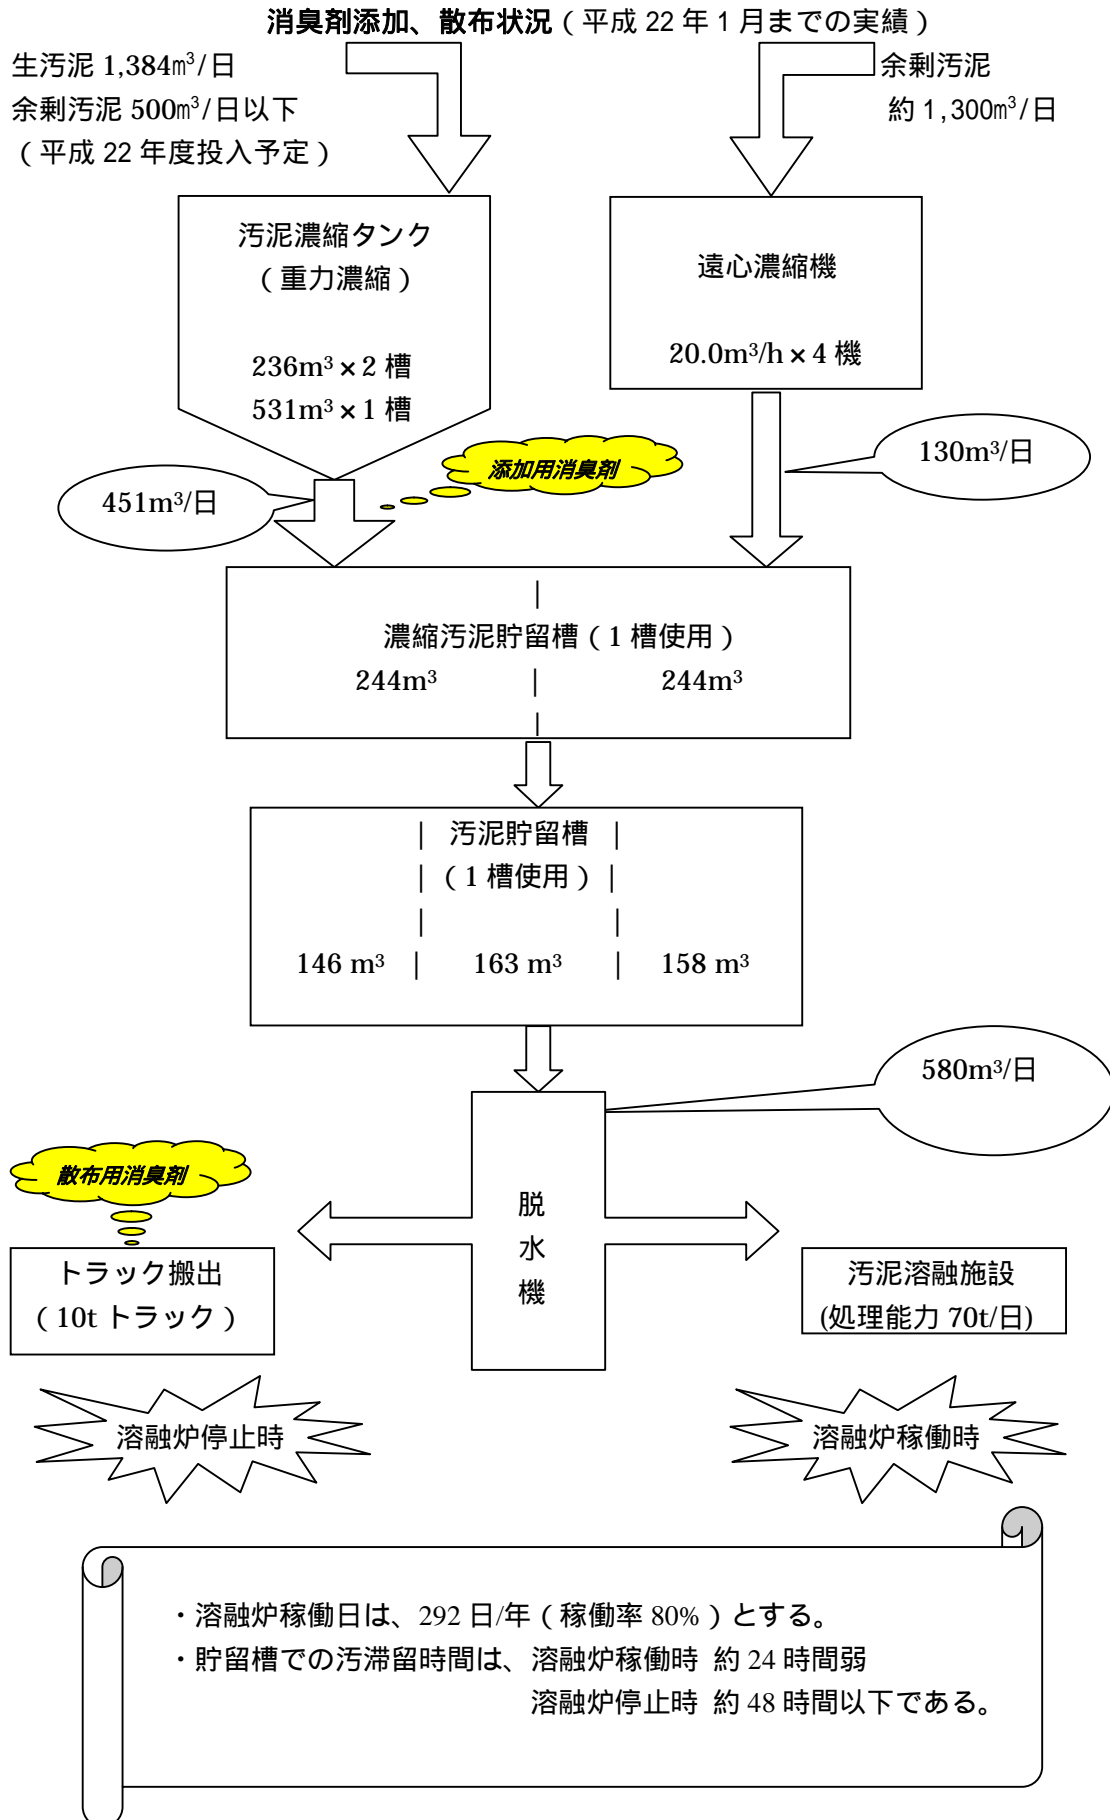 消臭剤添加、散布状況（平成 22 年 1 月までの実績）
生汚泥 1,384㎥/日
余剰汚泥 500㎥/日以下
（平成 22 年度投入予定）
余剰汚泥
約 1,300㎥/日
汚泥濃縮タンク
（重力濃縮）
236m³×2 槽
531m³×1 槽
遠心濃縮機
20.0m³/h×4 機
添加用消臭剤
451m³/日
130m³/日
|
濃縮汚泥貯留槽（1 槽使用）
244m³ | 244m³
|
| 汚泥貯留槽 |
| （1 槽使用） |
| |
146 m³ | 163 m³ | 158 m³
580m³/日
脱
水
機
散布用消臭剤
トラック搬出
（10t トラック）
汚泥溶融施設
(処理能力 70t/日)
溶融炉停止時
溶融炉稼働時
・溶融炉稼働日は、292 日/年（稼働率 80%）とする。
・貯留槽での汚滞留時間は、溶融炉稼働時 約 24 時間弱
溶融炉停止時 約 48 時間以下である。